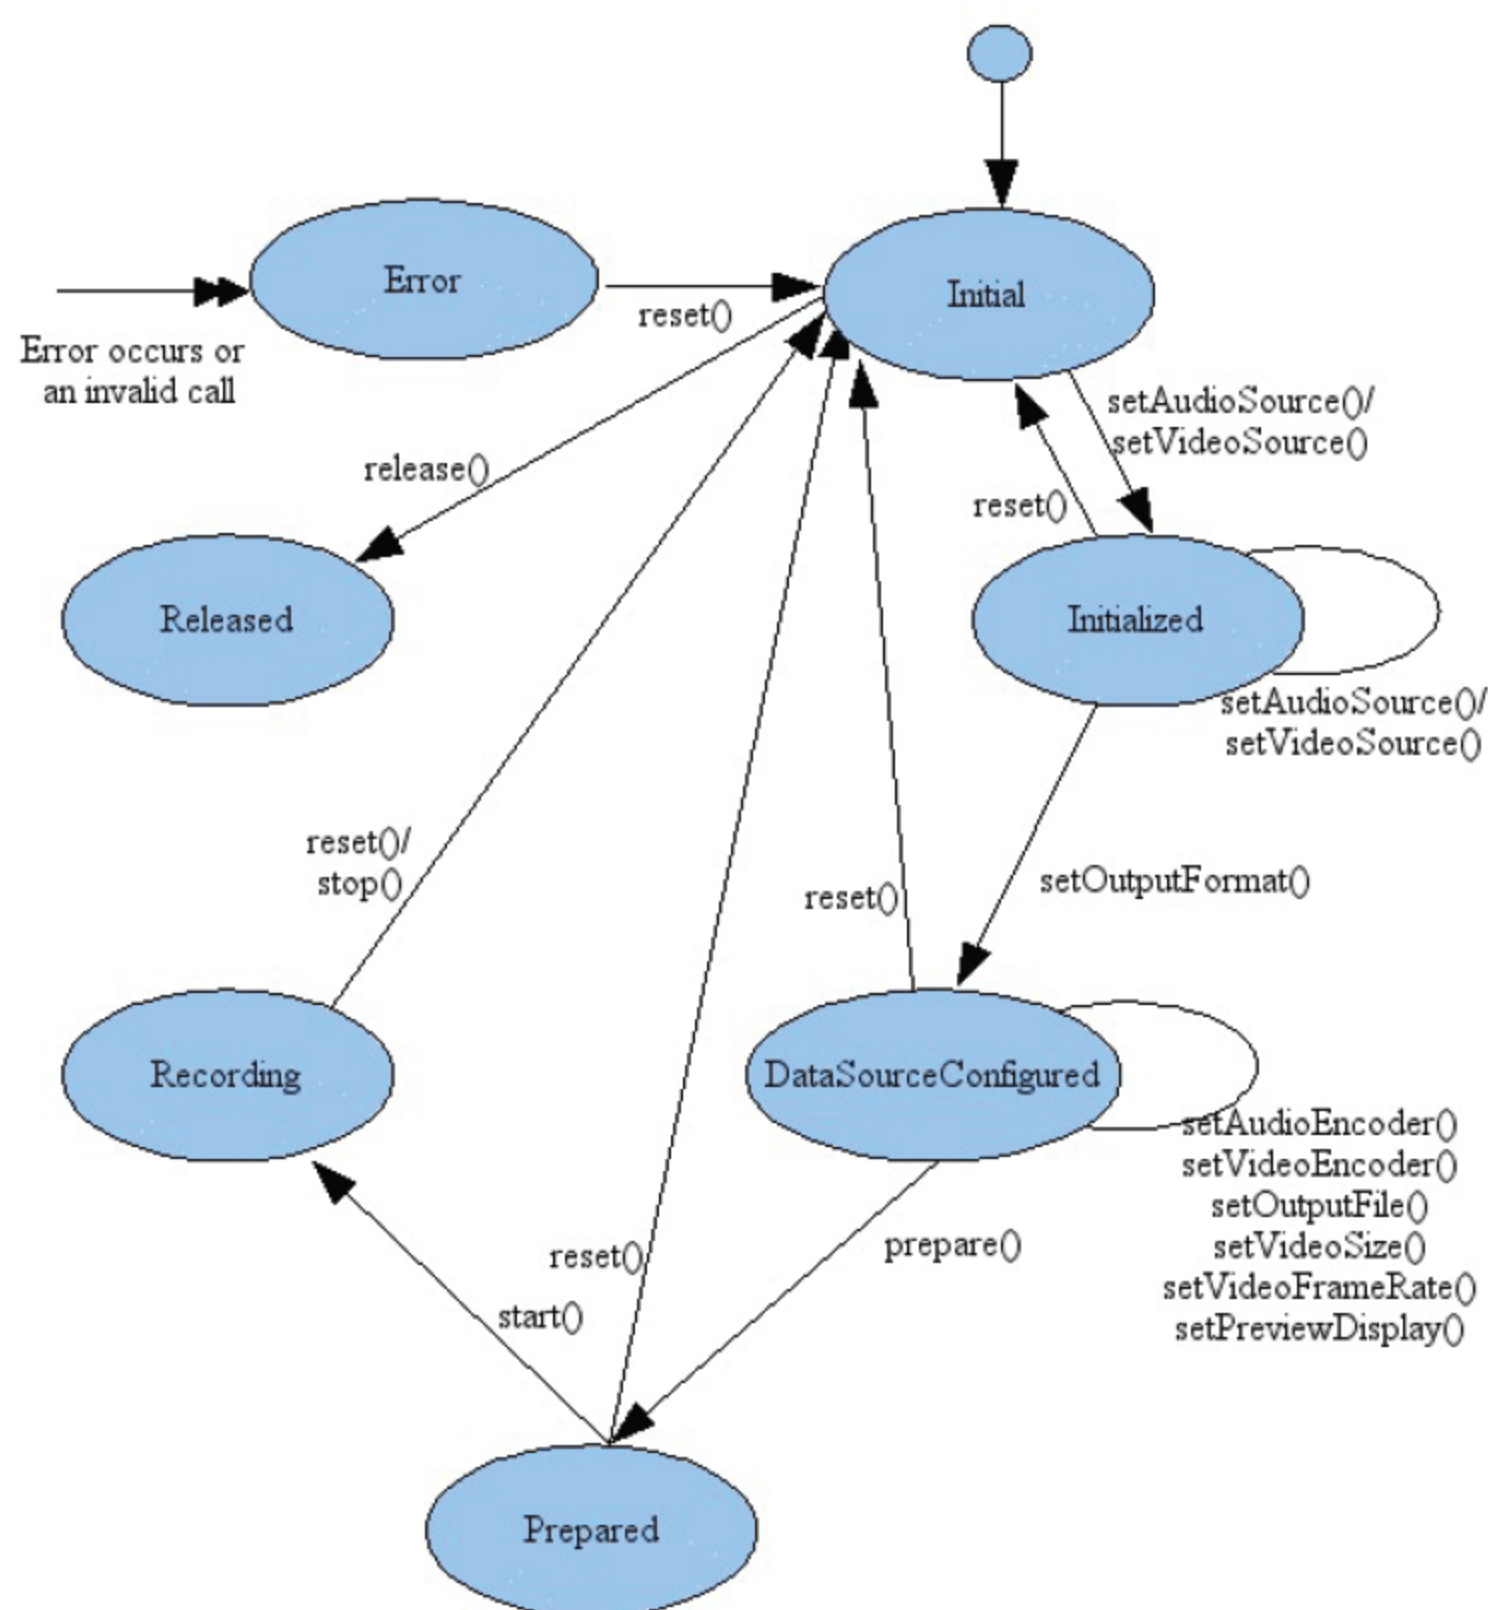 Error
Initial
reset()
Error occurs or
an invalid call
setAudioSource()/
setVideoSource()
release()
reset()
Released
Initialized
setAudioSource()/
setVideoSource()
reset()/
stop()
setOutputFormat()
reset()
Recording
DataSourceConfigured
setAudioEncoder()
setVideoEncoder()
setOutputFile()
setVideoSize()
setVideoFrameRate()
setPreviewDisplay()
prepare()
reset()
start()
Prepared